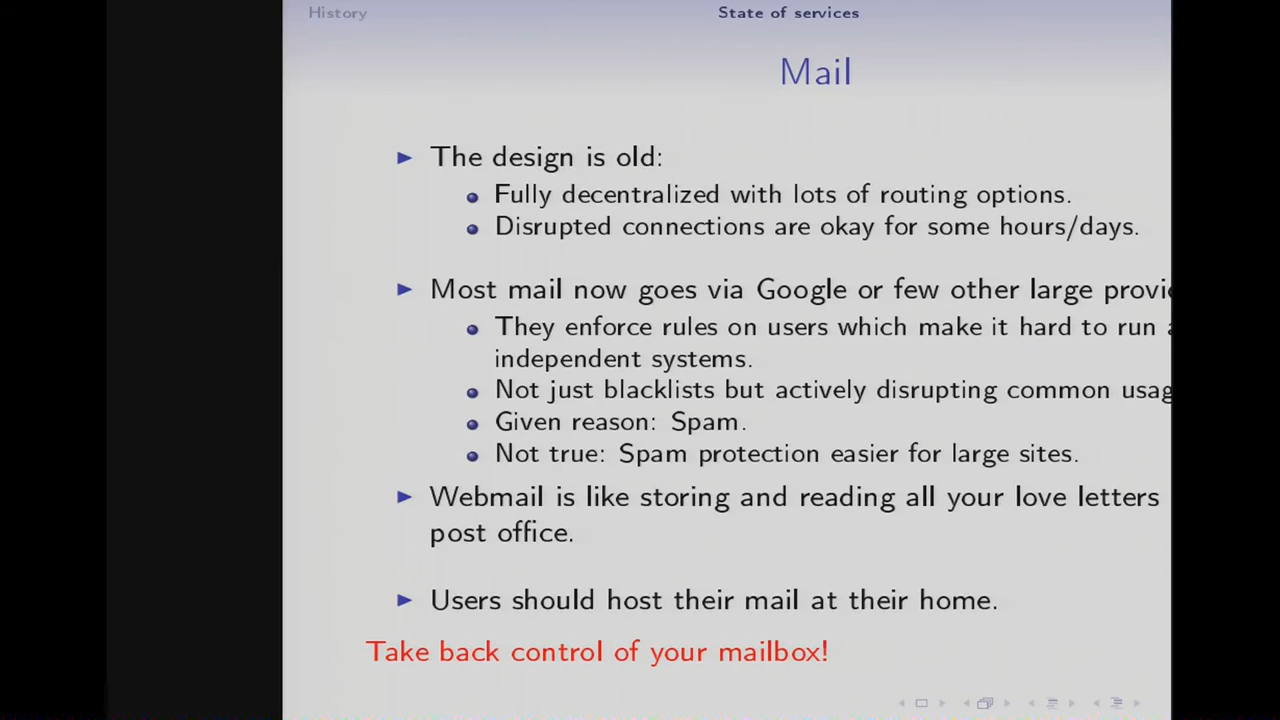 History State of services
Mail
The design is old:
Fully decentralized with lots of routing options.
Disrupted connections are okay for some hours/days.
Most mail now goes via Google or few other large
They enforce rules on users which make it hard to run
independent systems.
Not just blacklists but actively disrupting common
Given reason: Spam.
Not true: Spam protection easier for large sites.
Webmail is like storing and reading all your love letters
post office.
Users should host their mail at their home.
Take back control of your mailbox!